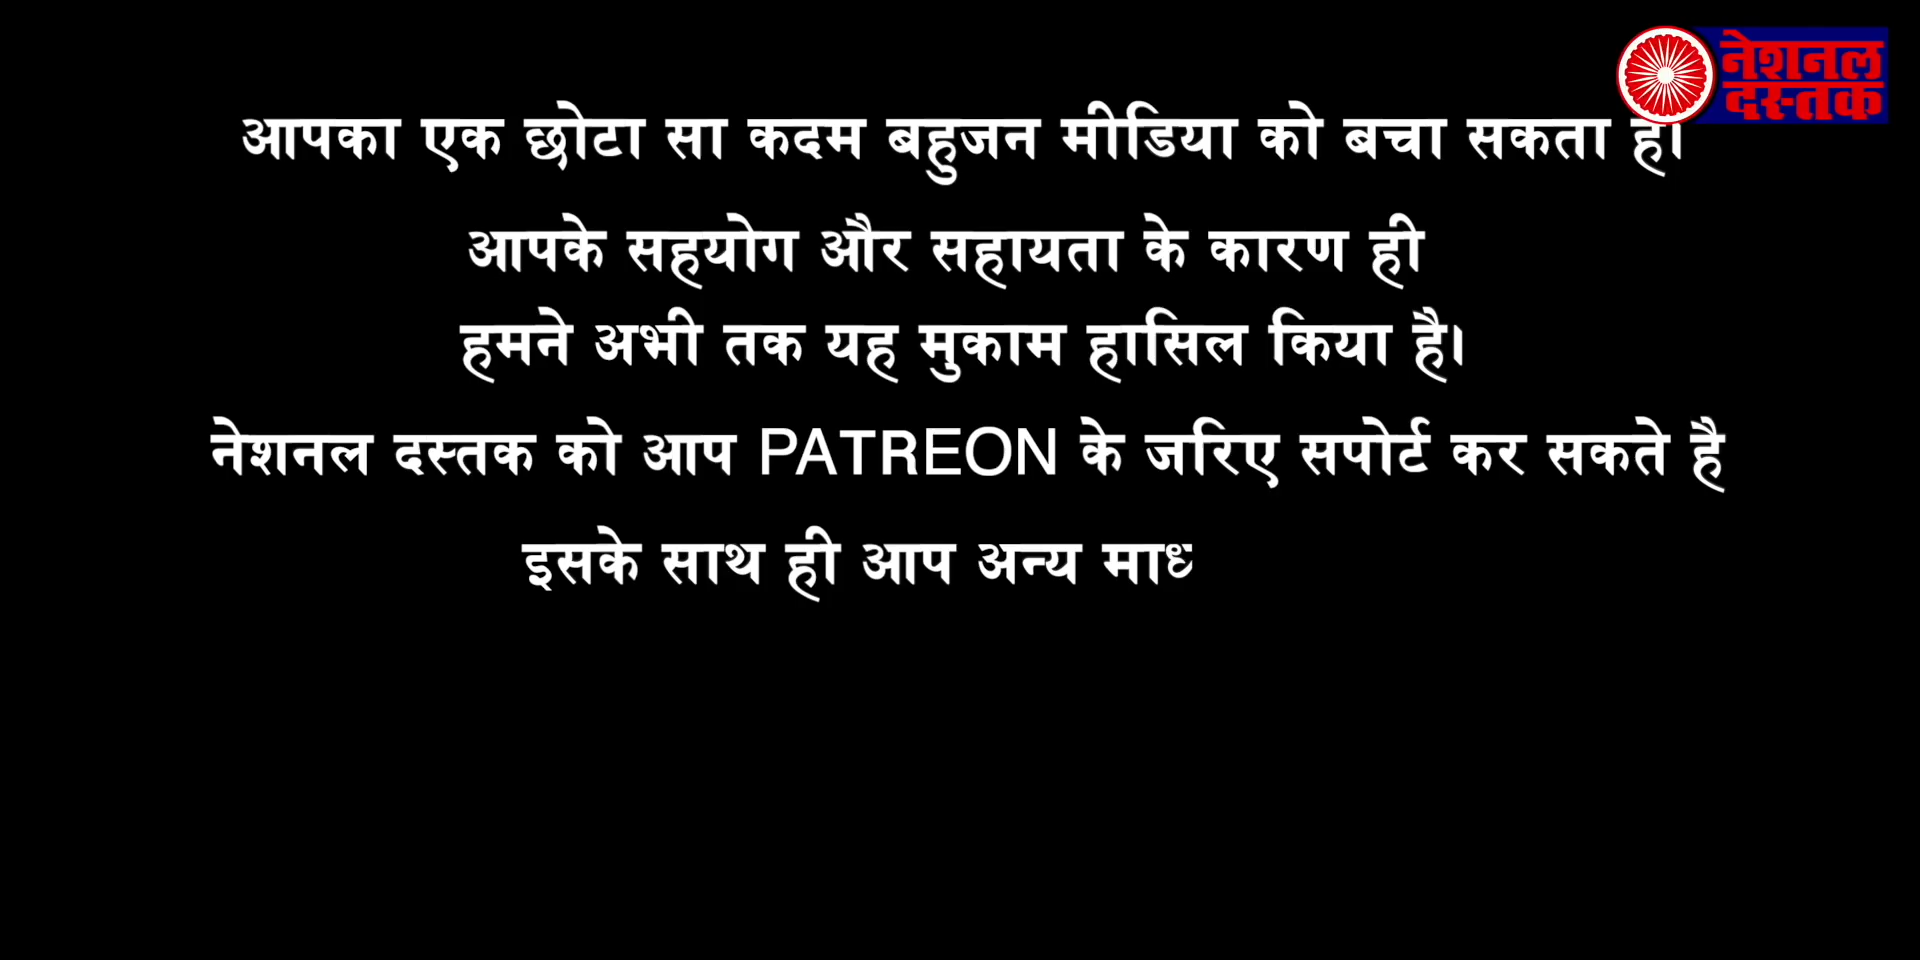 नेशनल
दस्तक
आपका एक छोटा सा कदम बहुजन मीडिया को बचा सकता है।
आपके सहयोग और सहायता के कारण ही
हमने अभी तक यह मुकाम हासिल किया है।
नेशनल दस्तक को आप PATREON के जरिए सपोर्ट कर सकते है
इसके साथ ही आप अन्य माध